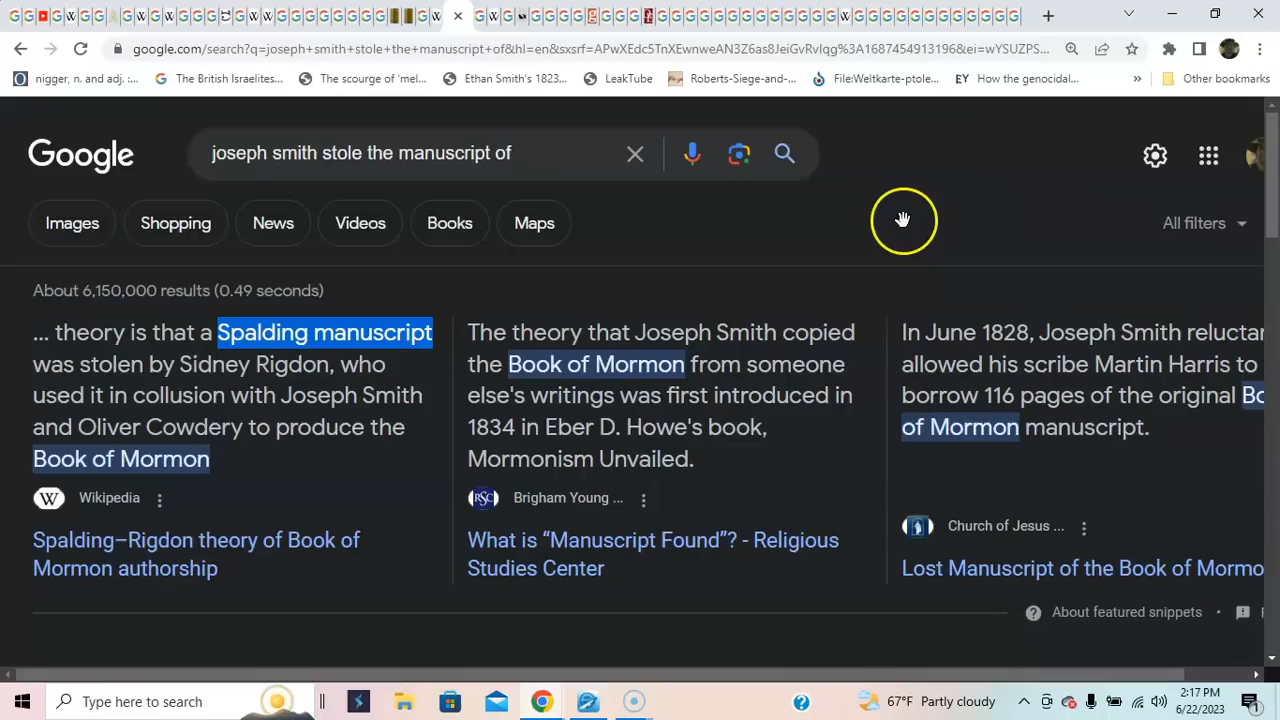 google.com/search?q=joseph+smith+stole+the+manuscript+of&hl=en&sxsrf=APwXEdc5TnXEwnweAN3Z6as8JeiGvRvIqg%3A1687454913196&ei=wYSUZPS...
nigger, n. and adj. :...
The British Israelites...
The scourge of 'mel...
Ethan Smith's 1823...
LeakTube
Roberts-Siege-and-...
File:Weltkarte-ptole...
EY How the genocidal...
» Other bookmarks
Google
joseph smith stole the manuscript of
Images Shopping News Videos Books Maps
All filters
About 6,150,000 results (0.49 seconds)
... theory is that a Spalding manuscript
was stolen by Sidney Rigdon, who
used it in collusion with Joseph Smith
and Oliver Cowdery to produce the
Book of Mormon
W Wikipedia
Spalding–Rigdon theory of Book of
Mormon authorship
The theory that Joseph Smith copied
the Book of Mormon from someone
else's writings was first introduced in
1834 in Eber D. Howe's book,
Mormonism Unvailed.
RSC Brigham Young ...
What is “Manuscript Found”? - Religious
Studies Center
In June 1828, Joseph Smith reluctan
allowed his scribe Martin Harris to
borrow 116 pages of the original Bo
of Mormon manuscript.
Church of Jesus ...
Lost Manuscript of the Book of Mormo
About featured snippets
Type here to search
67°F Partly cloudy
2:17 PM
6/22/2023